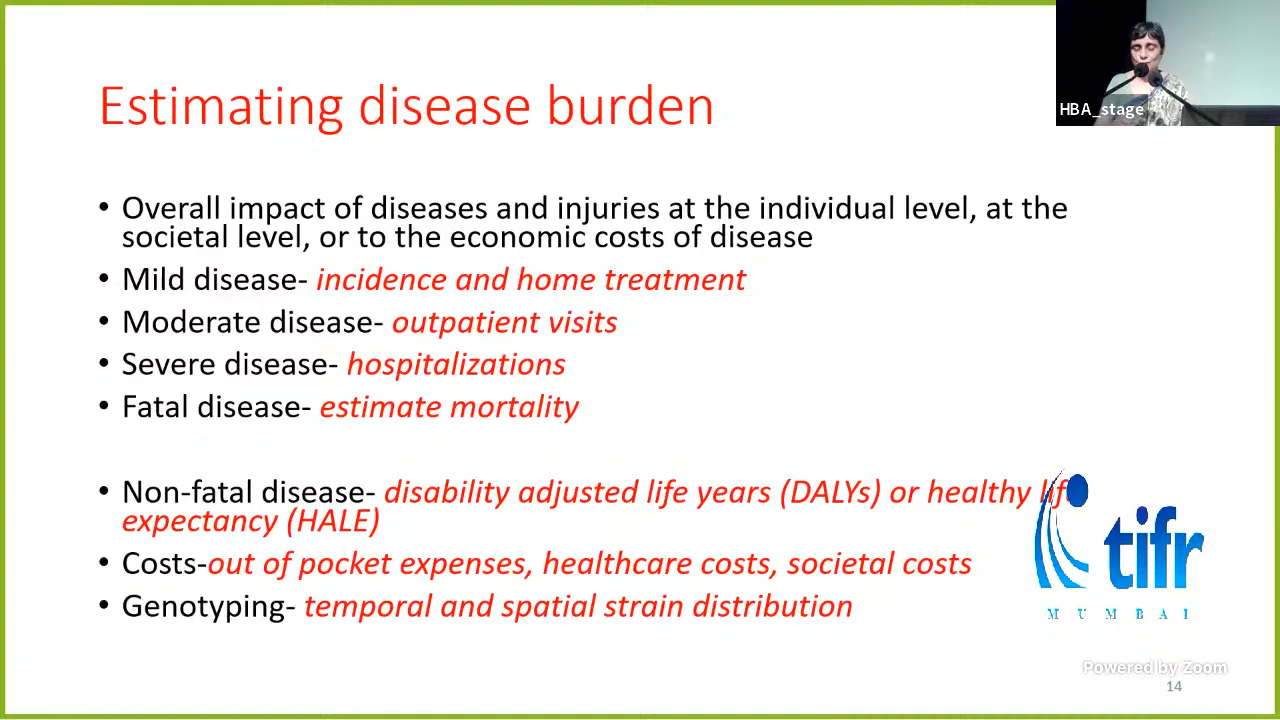 HBA_stage
Estimating disease burden
• Overall impact of diseases and injuries at the individual level, at the
societal level, or to the economic costs of disease
• Mild disease- incidence and home treatment
• Moderate disease- outpatient visits
• Severe disease- hospitalizations
• Fatal disease- estimate mortality
• Non-fatal disease- disability adjusted life years (DALYs) or healthy life
expectancy (HALE)
• Costs-out of pocket expenses, healthcare costs, societal costs
• Genotyping- temporal and spatial strain distribution
tifr
MUMBAI
Powered by Zoom
14